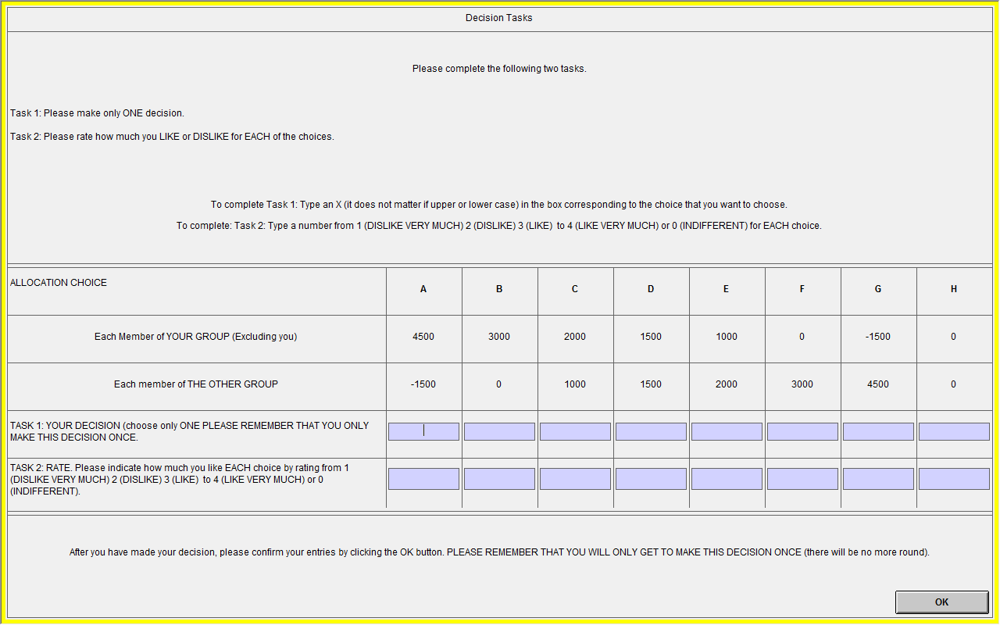 Decision Tasks
Please complete the following two tasks.
Task 1: Please make only ONE decision.
Task 2: Please rate how much you LIKE or DISLIKE for EACH of the choices.
To complete Task 1: Type an X (it does not matter if upper or lower case) in the box corresponding to the choice that you want to choose.
To complete: Task 2: Type a number from 1 (DISLIKE VERY MUCH) 2 (DISLIKE) 3 (LIKE) to 4 (LIKE VERY MUCH) or 0 (INDIFFERENT) for EACH choice.
ALLOCATION CHOICE A B C D E F G H
Each Member of YOUR GROUP (Excluding you) 4500 3000 2000 1500 1000 0 -1500 0
Each member of THE OTHER GROUP -1500 0 1000 1500 2000 3000 4500 0
TASK 1: YOUR DECISION (choose only ONE PLEASE REMEMBER THAT YOU ONLY
MAKE THIS DECISION ONCE.
TASK 2: RATE. Please indicate how much you like EACH choice by rating from 1
(DISLIKE VERY MUCH) 2 (DISLIKE) 3 (LIKE) to 4 (LIKE VERY MUCH) or 0
(INDIFFERENT).
After you have made your decision, please confirm your entries by clicking the OK button. PLEASE REMEMBER THAT YOU WILL ONLY GET TO MAKE THIS DECISION ONCE (there will be no more round).
OK